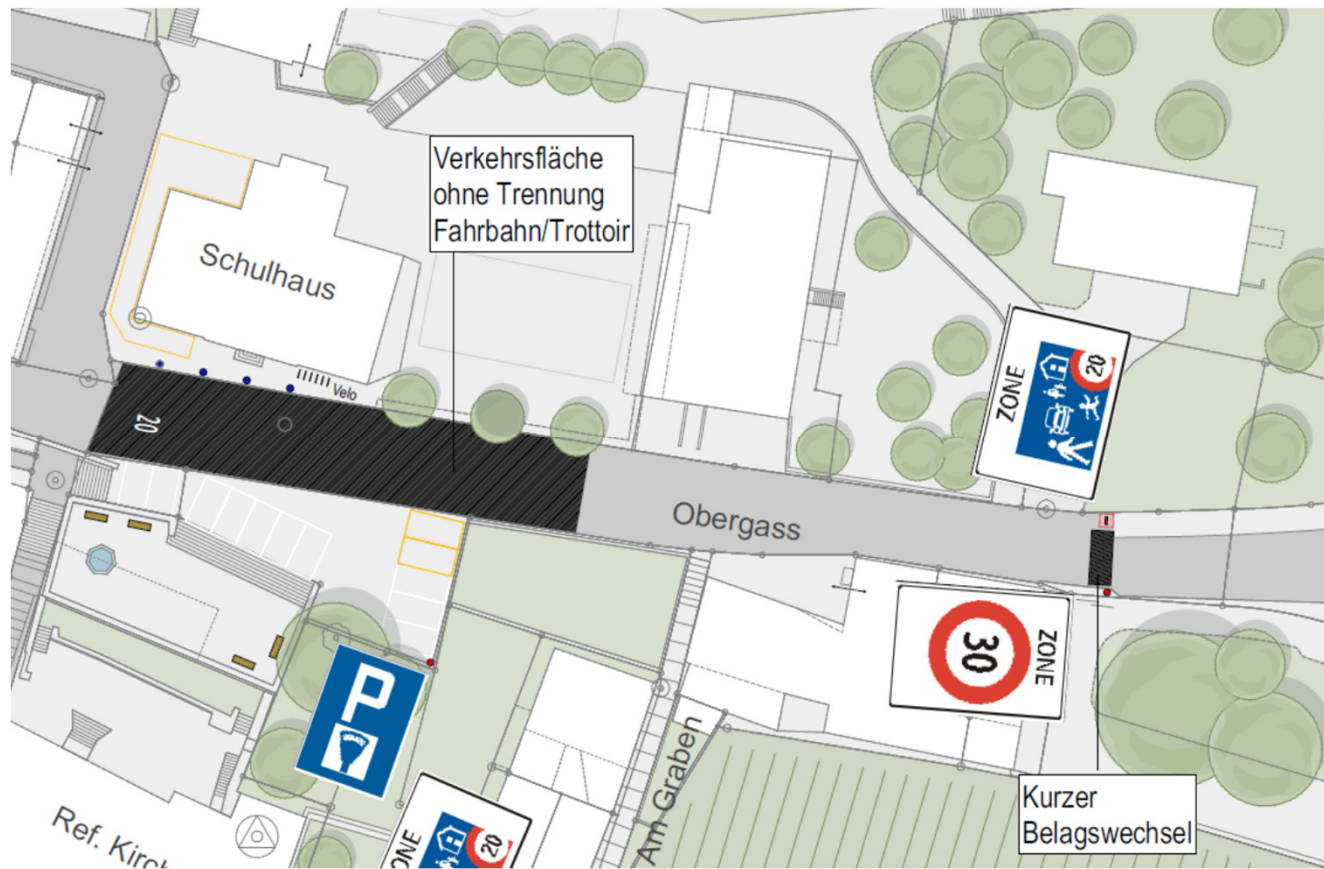 Verkehrsfläche
ohne Trennung
Fahrbahn/Trottoir
Schulhaus
Velo
20
ZONE
20
Obergass
ZONE
30
P
ZONE
20
Am Graben
Ref. Kirch
Kurzer
Belagswechsel